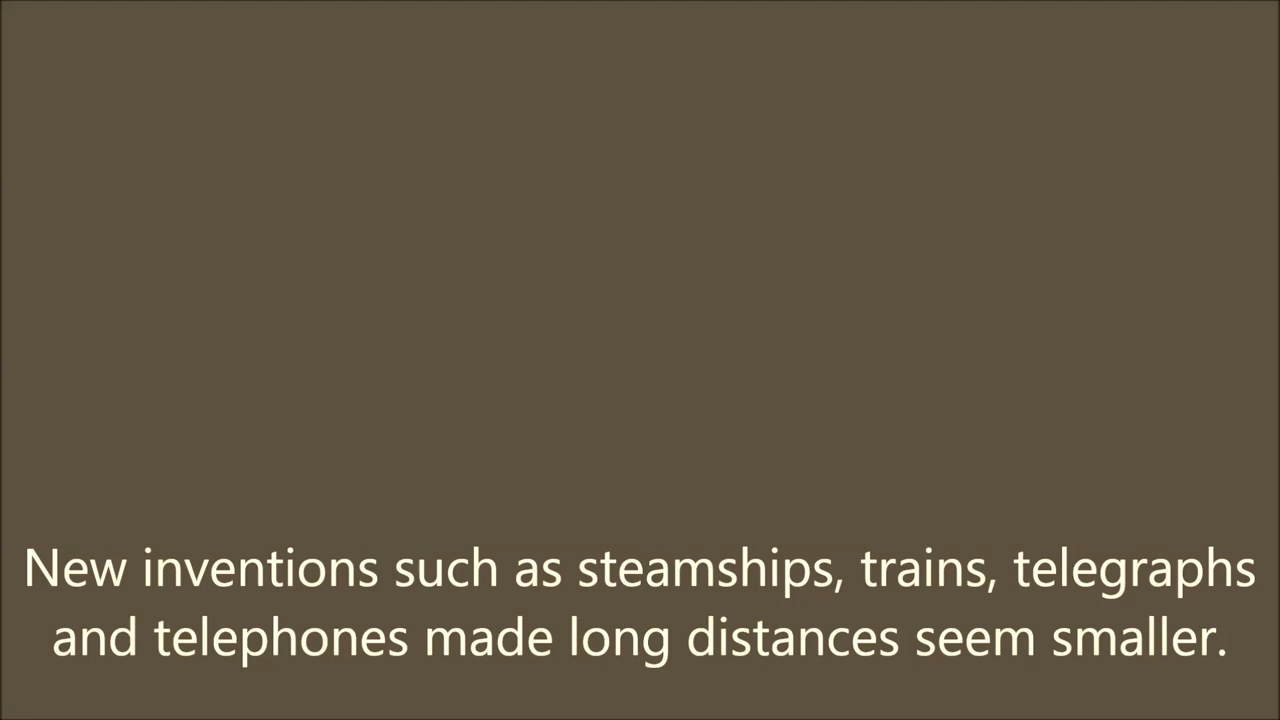 New inventions such as steamships, trains, telegraphs
and telephones made long distances seem smaller.